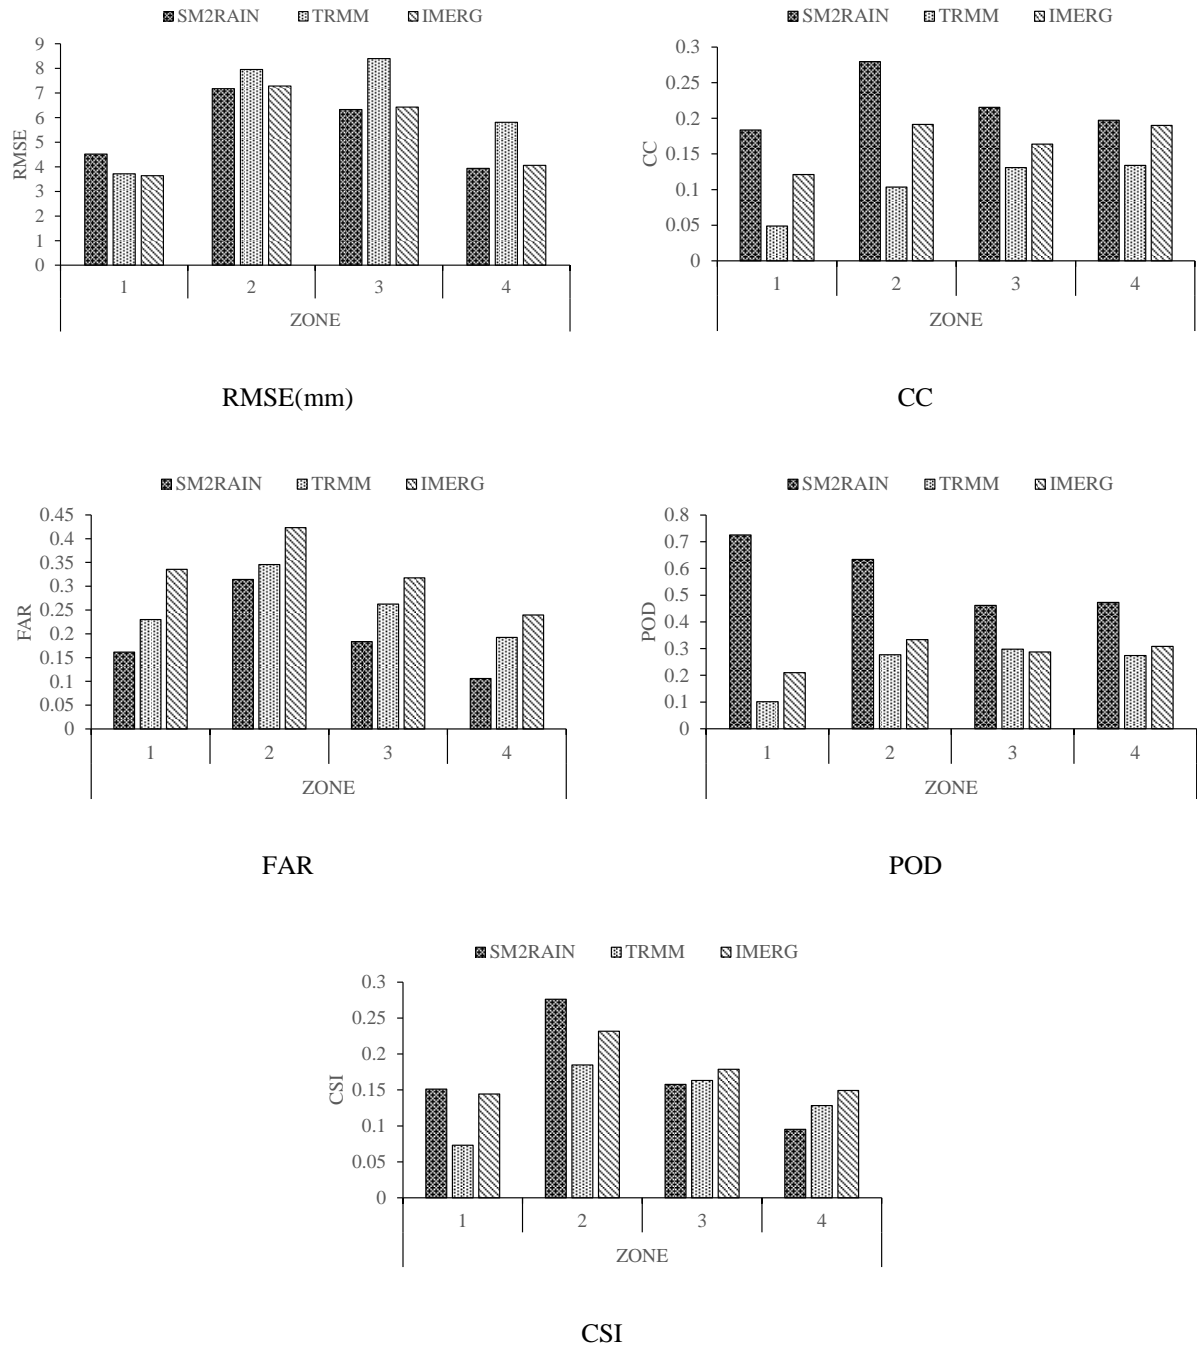 SM2RAIN TRMM IMERG
9
8
7
6
5
4
3
2
1
0
RMSE
1 2 3 4
ZONE
RMSE(mm)
SM2RAIN TRMM IMERG
0.3
0.25
0.2
0.15
0.1
0.05
0
CC
1 2 3 4
ZONE
CC
SM2RAIN TRMM IMERG
0.45
0.4
0.35
0.3
0.25
0.2
0.15
0.1
0.05
0
FAR
1 2 3 4
ZONE
FAR
SM2RAIN TRMM IMERG
0.8
0.7
0.6
0.5
0.4
0.3
0.2
0.1
0
POD
1 2 3 4
ZONE
POD
SM2RAIN TRMM IMERG
0.3
0.25
0.2
0.15
0.1
0.05
0
CSI
1 2 3 4
ZONE
CSI